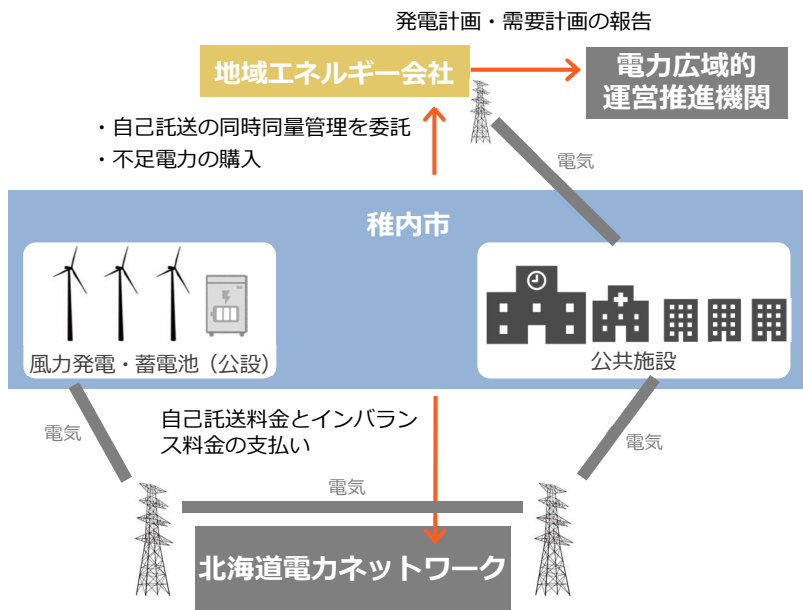 発電計画・需要計画の報告
地域エネルギー会社
電力広域的
運営推進機関
・自己託送の同時同量管理を委託
・不足電力の購入
電気
稚内市
風力発電・蓄電池（公設）
公共施設
自己託送料金とインバラン
ス料金の支払い
電気
電気
電気
北海道電力ネットワーク